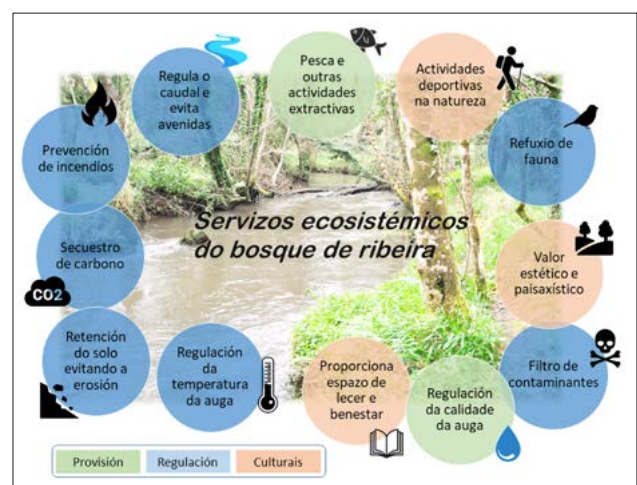 Regula o
caudal e
evita
avenidas
Pesca e
outras
actividades
extractivas
Actividades
deportivas
na natureza
Prevención
de incendios
Refuxio de
fauna
Servizos ecosistémicos
do bosque de ribeira
Secuestro
de carbono
CO2
Valor
estético e
paisaxístico
Retención
do solo
evitando a
erosión
Regulación
da
temperatura
da auga
Proporciona
espazo de
lecer e
benestar
Regulación
da calidade
da auga
Filtro de
contaminantes
Provisión
Regulación
Culturais